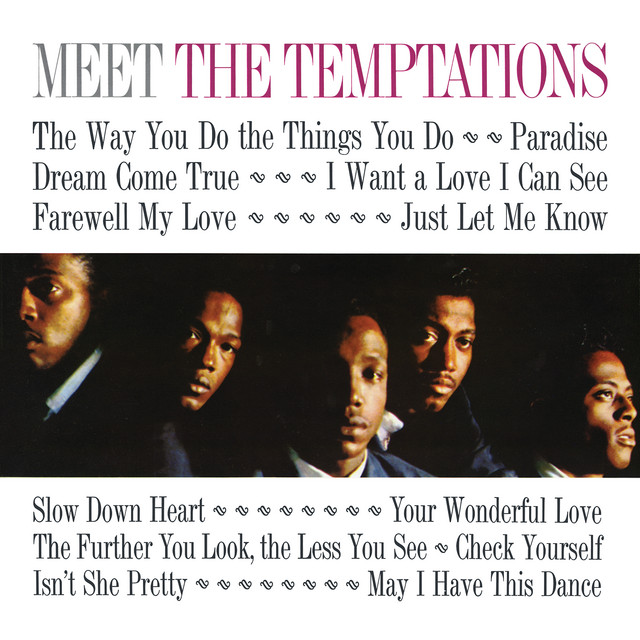 MEET THE TEMPTATIONS
The Way You Do the Things You Do ~ ~ Paradise
Dream Come True ~ ~ ~ I Want a Love I Can See
Farewell My Love ~ ~ ~ ~ ~ ~ Just Let Me Know
Slow Down Heart ~ ~ ~ ~ ~ ~ ~ ~ Your Wonderful Love
The Further You Look, the Less You See ~ Check Yourself
Isn't She Pretty ~ ~ ~ ~ ~ ~ ~ ~ May I Have This Dance